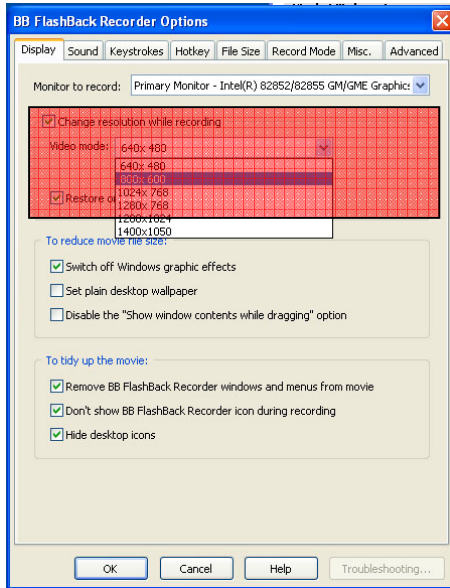 BB FlashBack Recorder Options
Display Sound Keystrokes Hotkey File Size Record Mode Misc. Advanced
Monitor to record: Primary Monitor - Intel(R) 82852/82855 GM/GME Graphics
Change resolution while recording
Video mode: 640x 480
640x 480
800x 600
1024x 768
1280x 768
Restore
1280x1024
1400x1050
To reduce movie file size:
Switch off Windows graphic effects
Set plain desktop wallpaper
Disable the "Show window contents while dragging" option
To tidy up the movie:
Remove BB FlashBack Recorder windows and menus from movie
Don't show BB FlashBack Recorder icon during recording
Hide desktop icons
OK Cancel Help Troubleshooting...